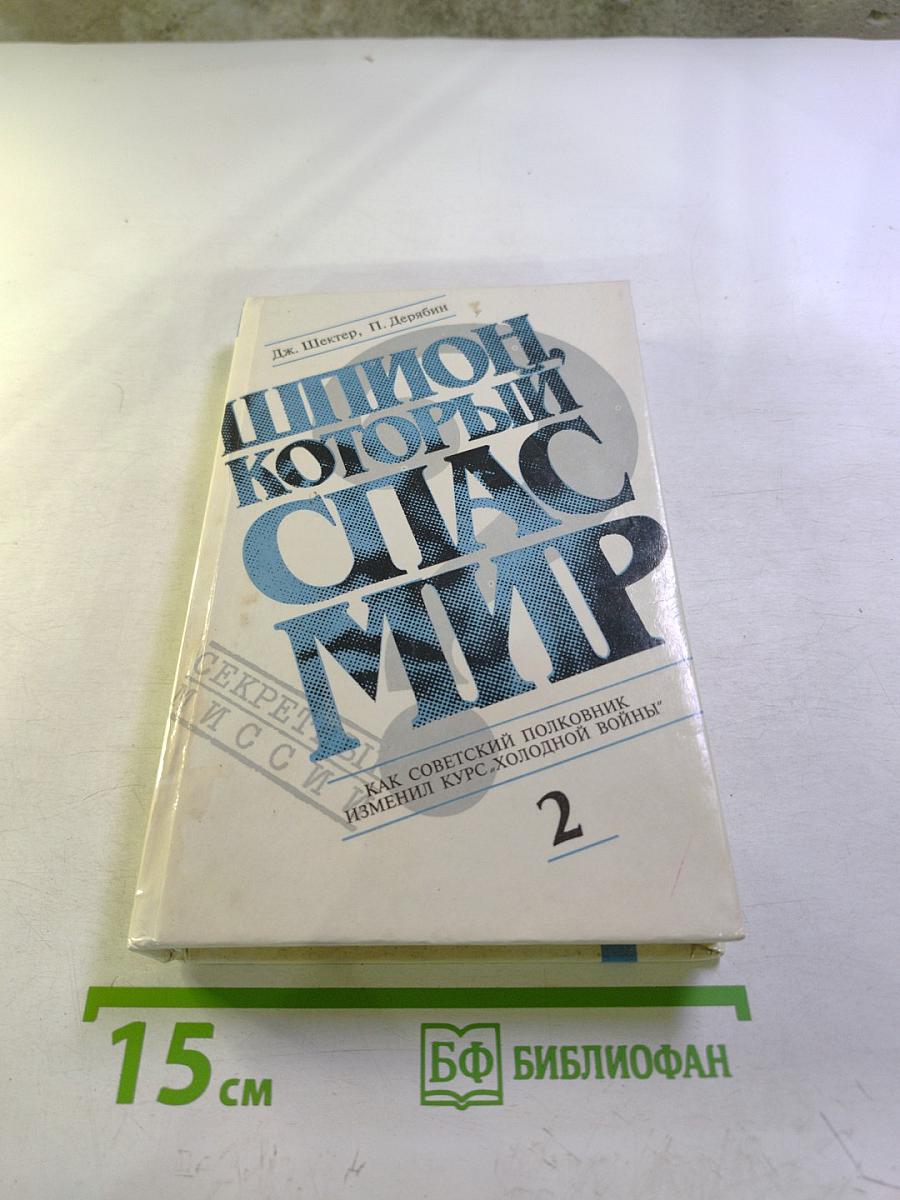 Дж. Шектер, П. Дерябин
ШПИОН,
КОТОРЫЙ
СПАС
МИР
СЕКРЕТНЫЕ
МИССИИ
КАК СОВЕТСКИЙ ПОЛКОВНИК
ИЗМЕНИЛ КУРС „ХОЛОДНОЙ ВОЙНЫ"
2
15 см
БФ БИБЛИОФАН